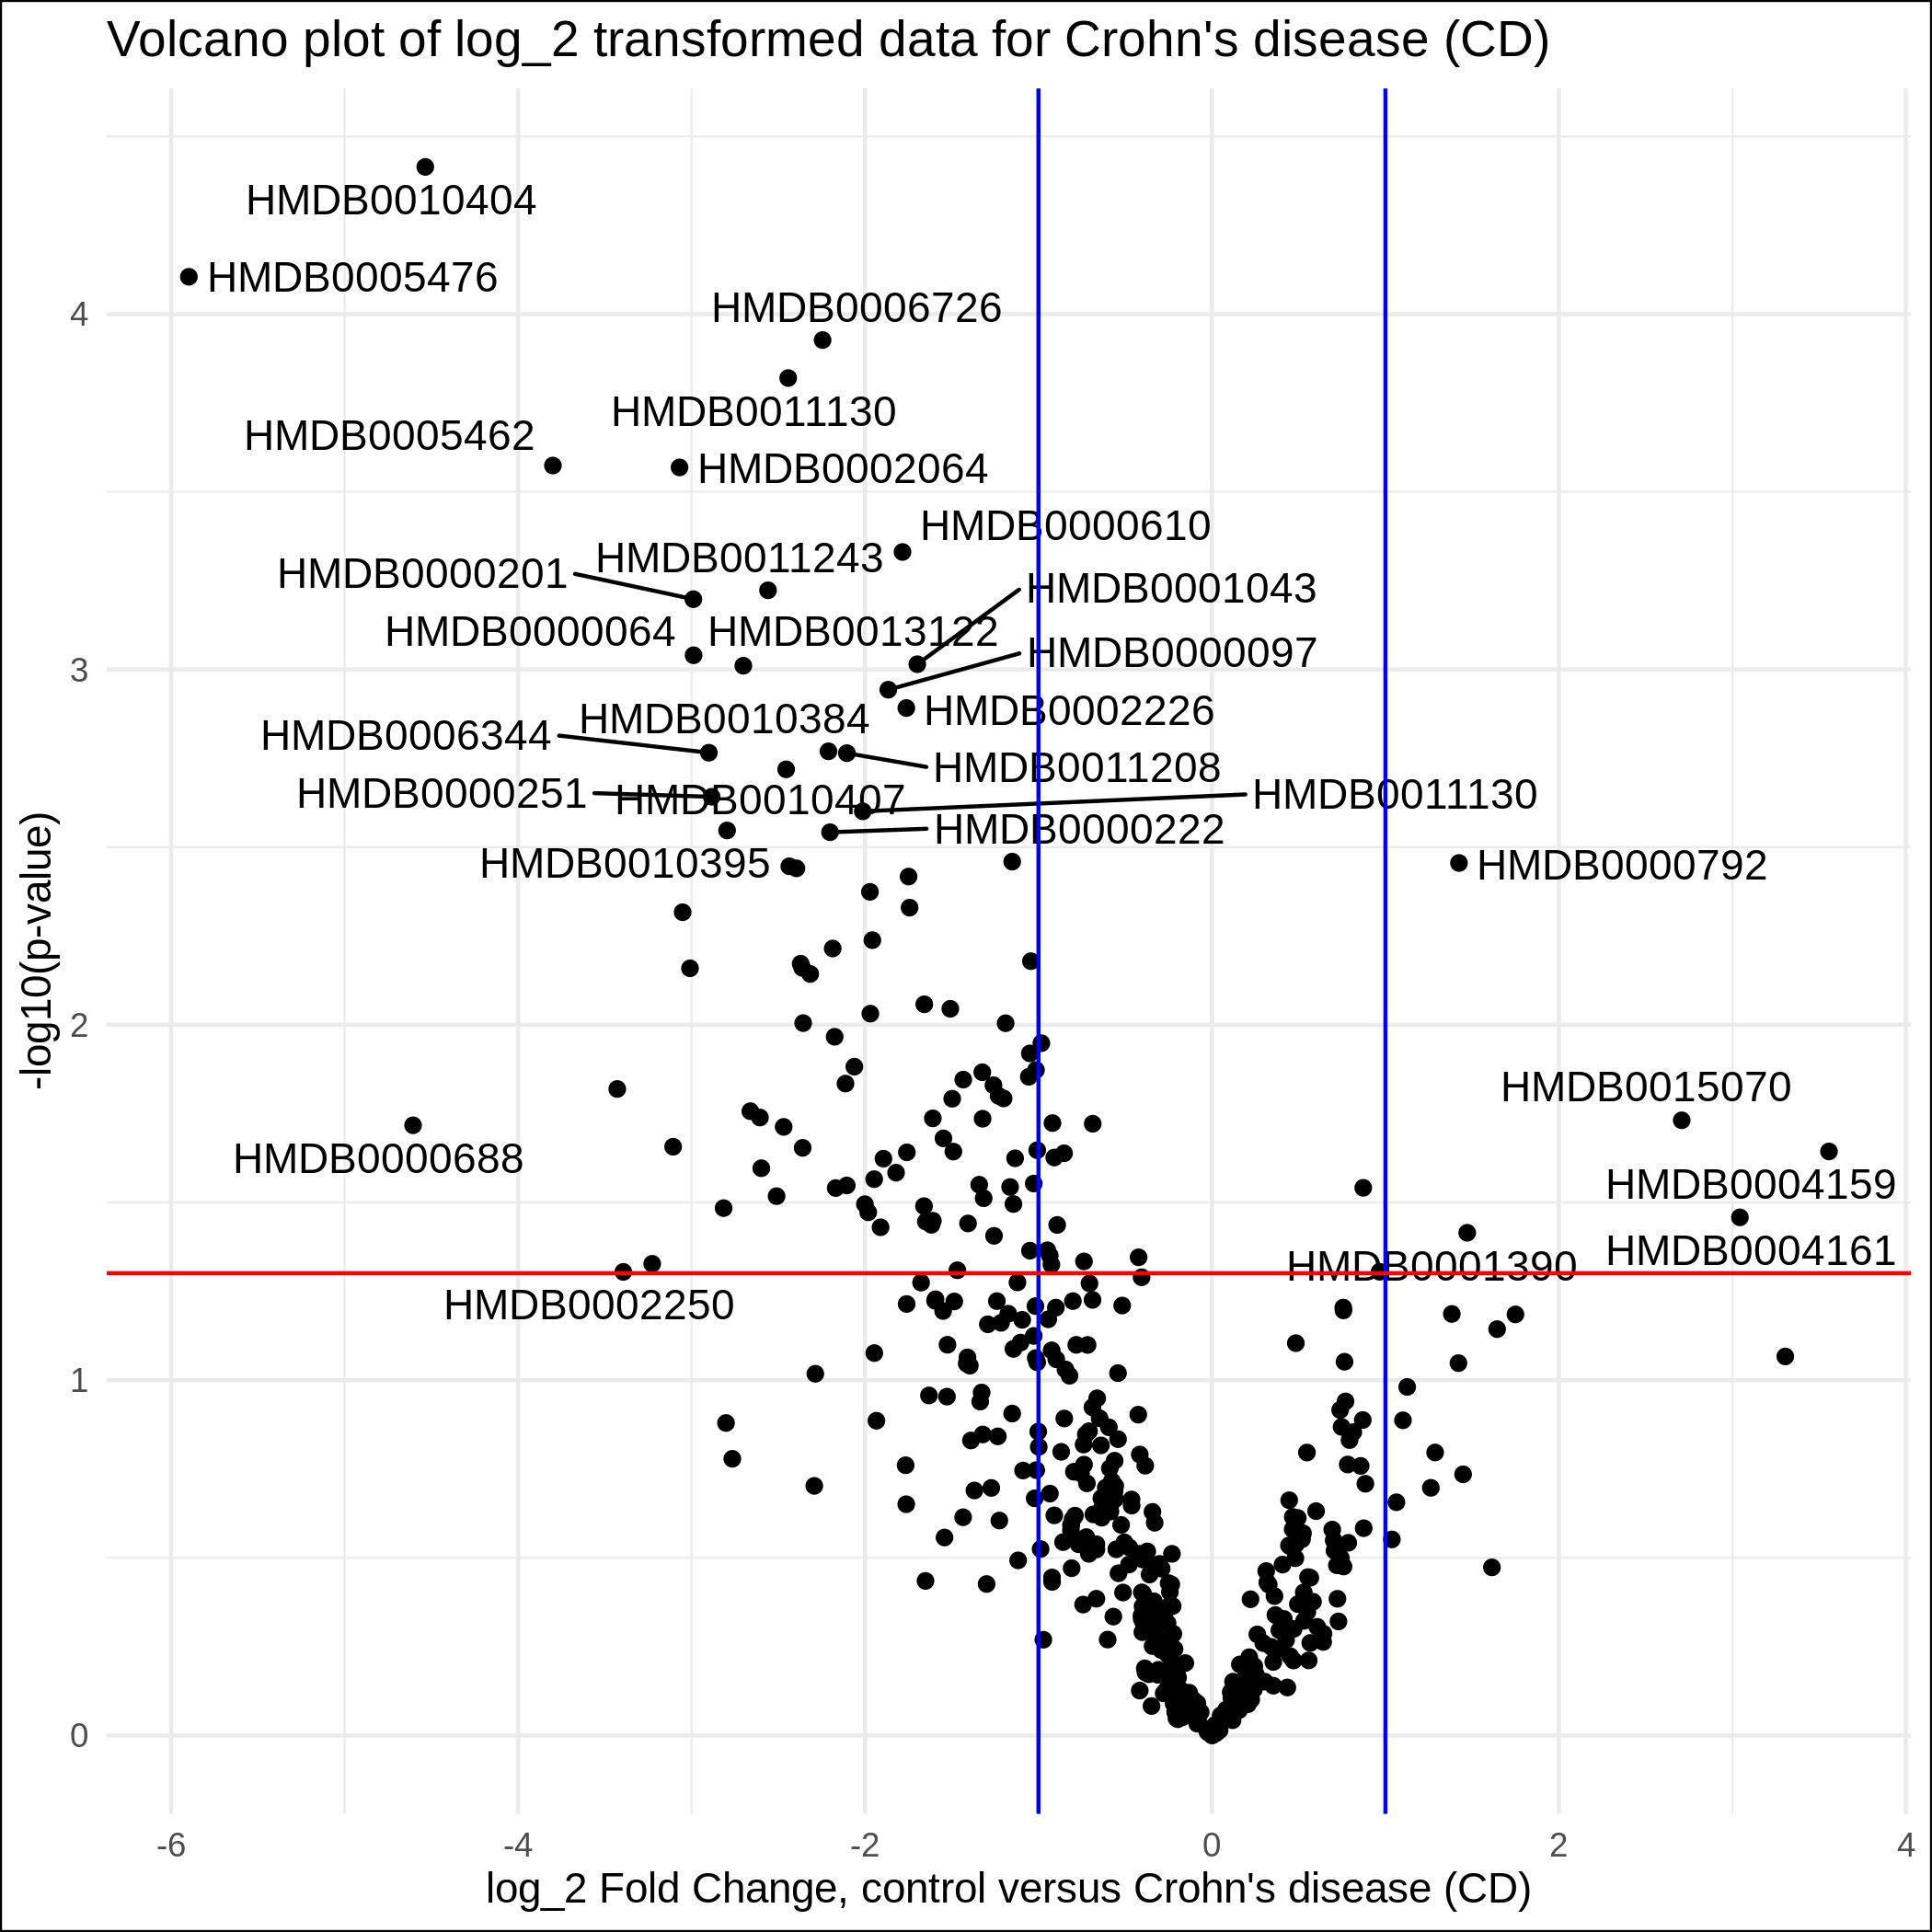 Volcano plot of log_2 transformed data for Crohn's disease (CD)
HMDB0010404
HMDB0005476
HMDB0006726
4
HMDB0011130
HMDB0005462
HMDB0002064
HMDB0000610
HMDB0011243
HMDB0000201
HMDB0001043
HMDB0000064
HMDB0013122
HMDB0000097
3
HMDB0002226
HMDB0010384
HMDB0006344
HMDB0011208
HMDB0000251
HMDB0010407
HMDB0011130
HMDB0000222
HMDB0010395
HMDB0000792
-log10(p-value)
2
HMDB0015070
HMDB0000688
HMDB0004159
HMDB0004161
HMDB0001390
HMDB0002250
1
0
-6
-4
-2
0
2
4
log_2 Fold Change, control versus Crohn's disease (CD)